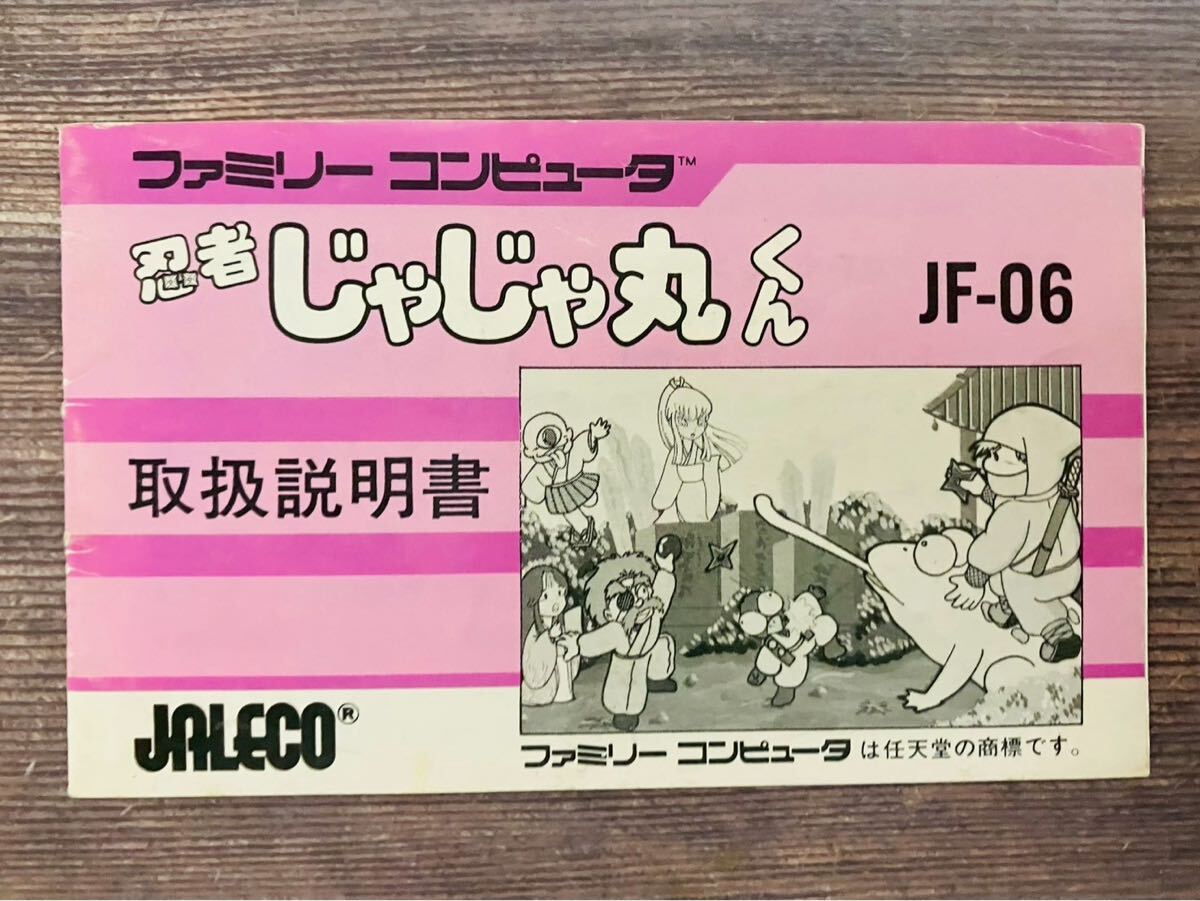 ファミリー コンピュータ™
忍者じゃじゃ丸くん
JF-06
取扱説明書
JALECO®
ファミリー コンピュータは任天堂の商標です。